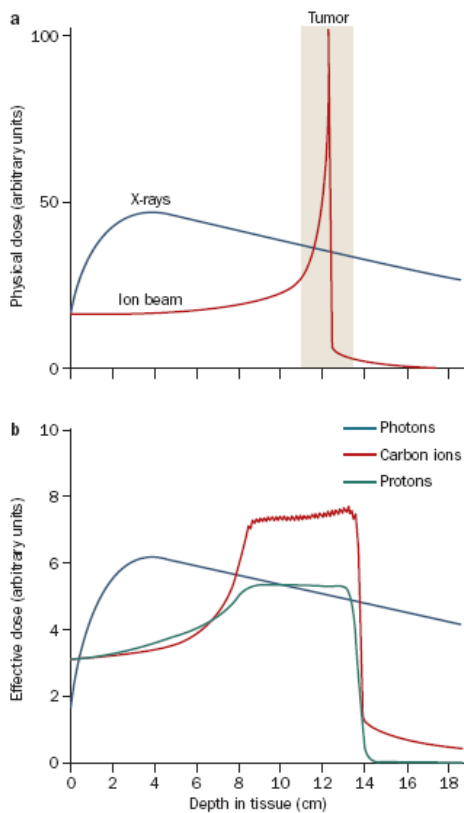 a
Tumor
100
50
0
Physical dose (arbitrary units)
X-rays
Ion beam
b
10
8
6
4
2
0
Effective dose (arbitrary units)
Photons
Carbon ions
Protons
0 2 4 6 8 10 12 14 16 18
Depth in tissue (cm)